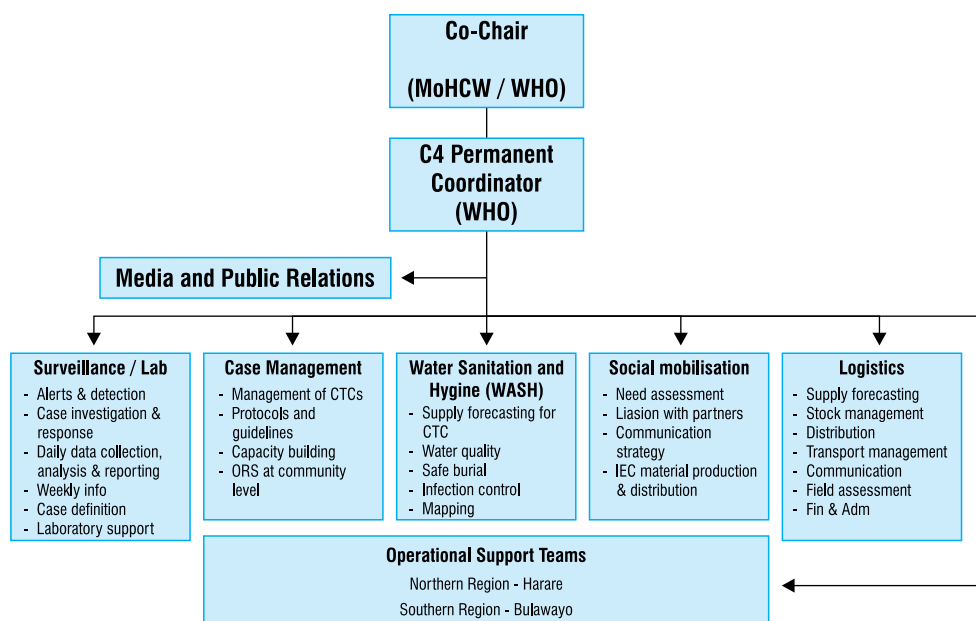 Co-Chair
(MoHCW / WHO)
C4 Permanent
Coordinator
(WHO)
Media and Public Relations
Surveillance / Lab
- Alerts & detection
- Case investigation &
response
- Daily data collection,
analysis & reporting
- Weekly info
- Case definition
- Laboratory support
Case Management
- Management of CTCs
- Protocols and
guidelines
- Capacity building
- ORS at community
level
Water Sanitation and
Hygine (WASH)
- Supply forecasting for
CTC
- Water quality
- Safe burial
- Infection control
- Mapping
Social mobilisation
- Need assessment
- Liasion with partners
- Communication
strategy
- IEC material production
& distribution
Logistics
- Supply forecasting
- Stock management
- Distribution
- Transport management
- Communication
- Field assessment
- Fin & Adm
Operational Support Teams
Northern Region - Harare
Southern Region - Bulawayo